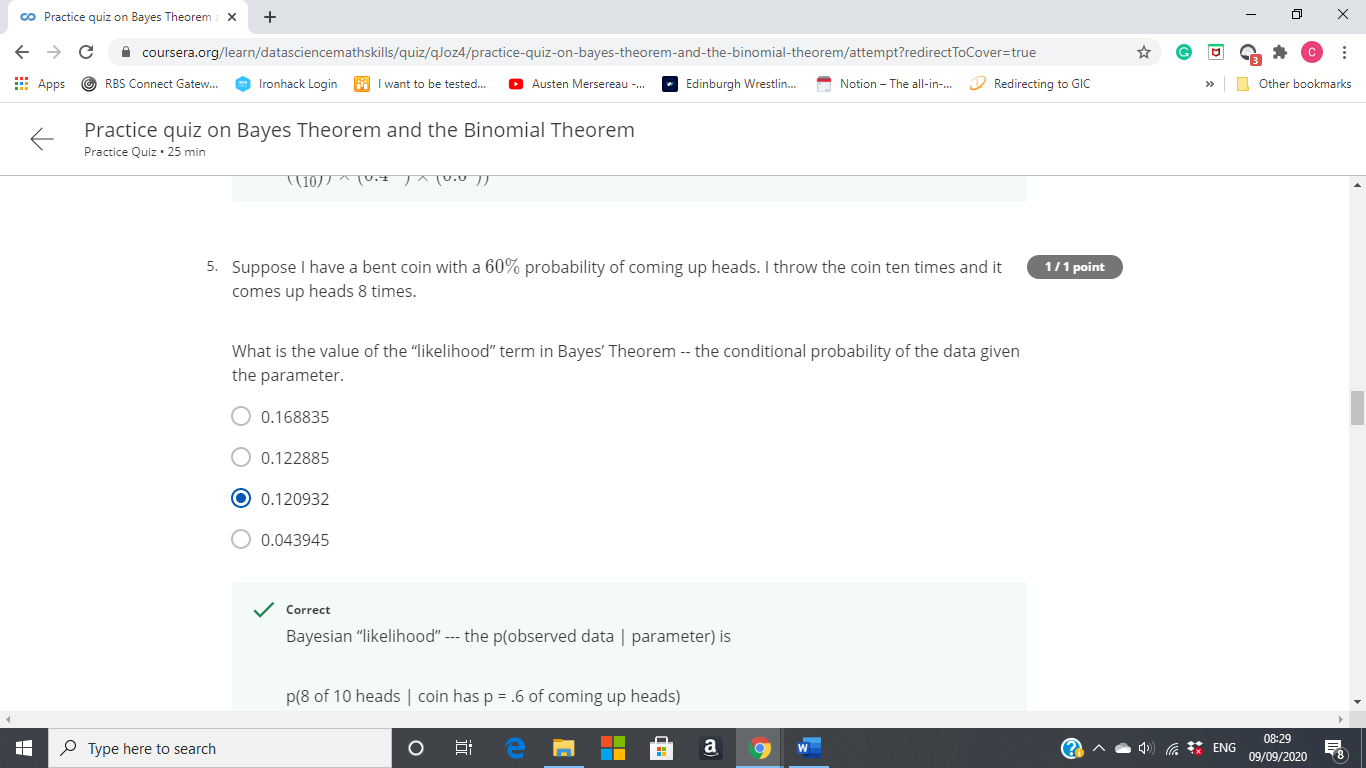 Practice quiz on Bayes Theorem a
coursera.org/learn/datasciencemathskills/quiz/qJoz4/practice-quiz-on-bayes-theorem-and-the-binomial-theorem/attempt?redirectToCover=true
G
3
C
Apps
RBS Connect Gatew...
Ironhack Login
I want to be tested...
Austen Mersereau -...
Edinburgh Wrestlin...
Notion – The all-in-...
Redirecting to GIC
»
Other bookmarks
Practice quiz on Bayes Theorem and the Binomial Theorem
Practice Quiz • 25 min
5. Suppose I have a bent coin with a 60% probability of coming up heads. I throw the coin ten times and it
1 / 1 point
comes up heads 8 times.
What is the value of the “likelihood” term in Bayes’ Theorem -- the conditional probability of the data given
the parameter.
0.168835
0.122885
0.120932
0.043945
Correct
Bayesian “likelihood” --- the p(observed data | parameter) is
p(8 of 10 heads | coin has p = .6 of coming up heads)
Type here to search
ENG
08:29
09/09/2020
8